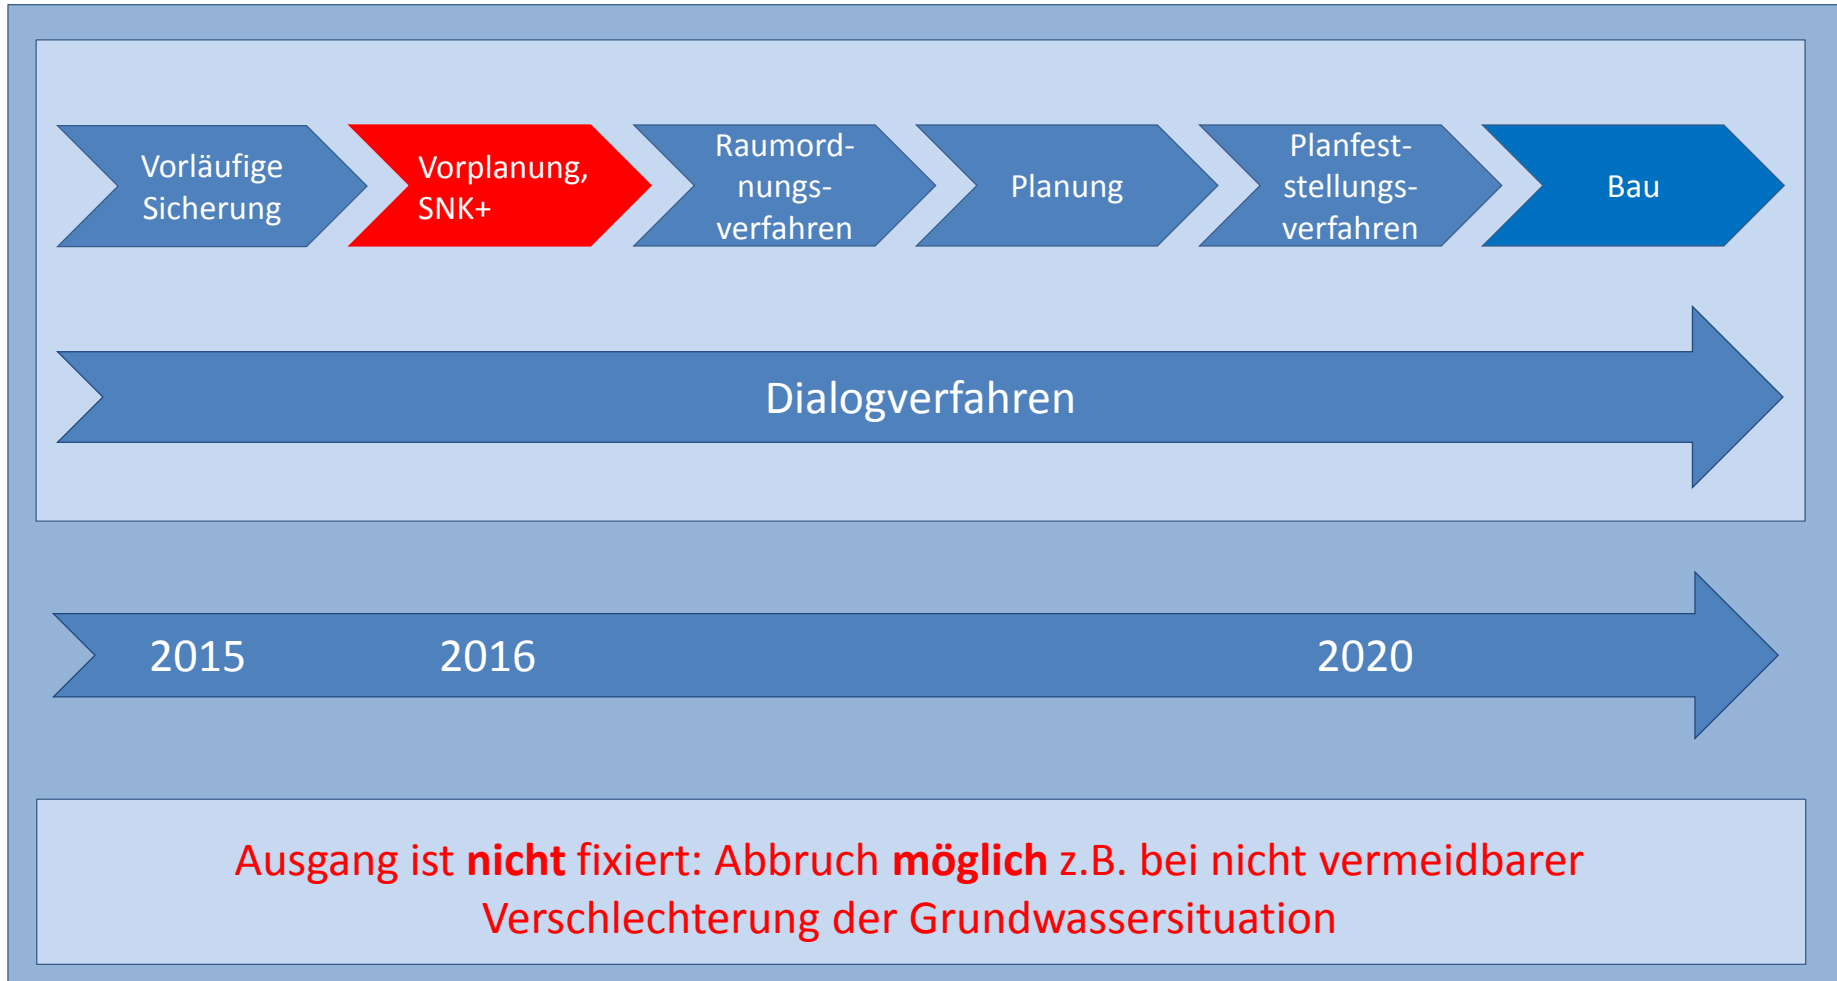 Vorläufige
Sicherung
Vorplanung,
SNK+
Raumord-
nungs-
verfahren
Planung
Planfest-
stellungs-
verfahren
Bau
Dialogverfahren
2015
2016
2020
Ausgang ist nicht fixiert: Abbruch möglich z.B. bei nicht vermeidbarer
Verschlechterung der Grundwassersituation